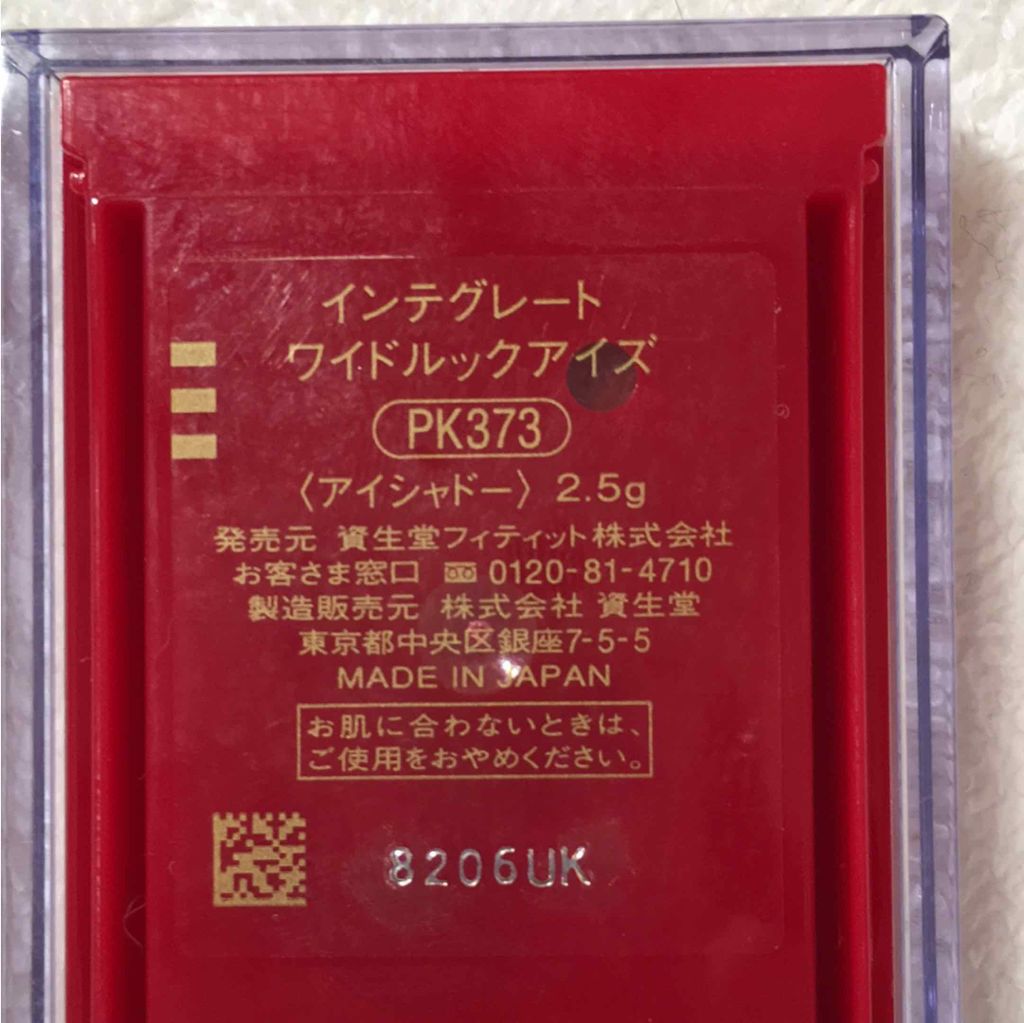 インテグレート
ワイドルックアイズ
PK373
〈アイシャドー〉 2.5g
発売元 資生堂フィティット株式会社
お客さま窓口 0120-81-4710
製造販売元 株式会社 資生堂
東京都中央区銀座7-5-5
MADE IN JAPAN
お肌に合わないときは、
ご使用をおやめください。
8206UK